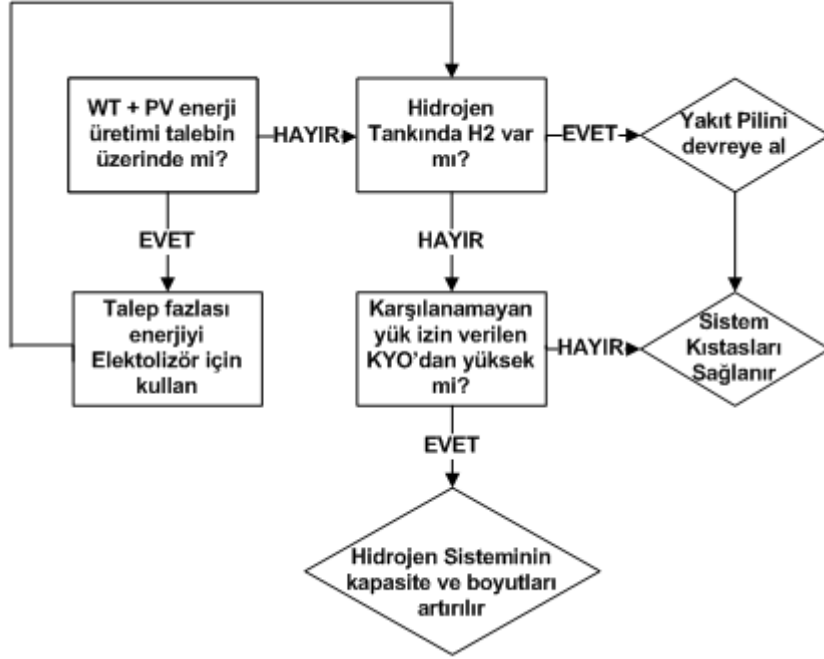 WT + PV enerji
üretimi talebin
üzerinde mi?
HAYIR
Hidrojen
Tankında H2 var
mı?
EVET
Yakıt Pilini
devreye al
EVET
HAYIR
Talep fazlası
enerjiyi
Elektolizör için
kullan
Karşılanamayan
yük izin verilen
KYO'dan yüksek
mi?
HAYIR
Sistem
Kıstasları
Sağlanır
EVET
Hidrojen Sisteminin
kapasite ve boyutları
artırılır